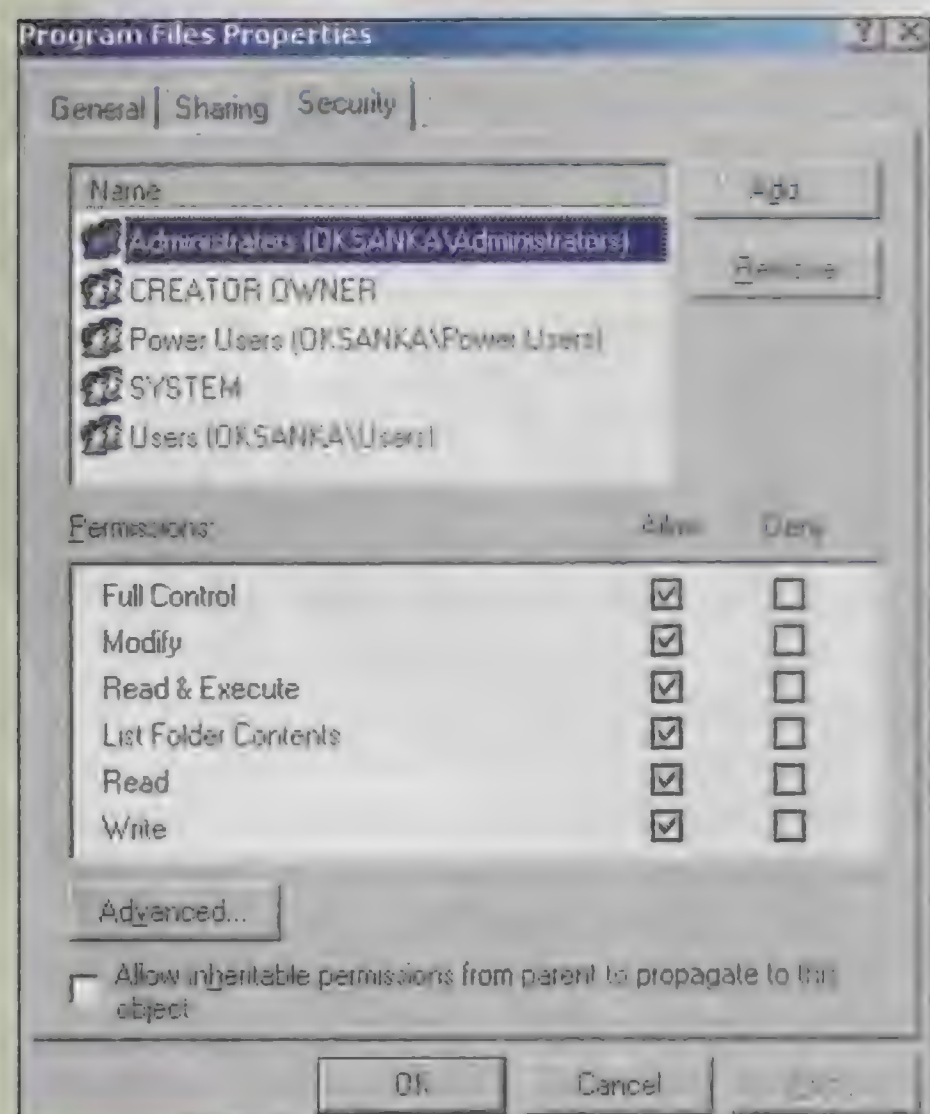 Program Files Properties
General Sharing Security
Name
Add
Administrators (OKSANKA\Administrators)
Remove
CREATOR OWNER
Power Users (OKSANKA\Power Users)
SYSTEM
Users (OKSANKA\Users)
Permissions: Allow Deny
Full Control
Modify
Read & Execute
List Folder Contents
Read
Write
Advanced...
Allow inheritable permissions from parent to propagate to this
object
OK Cancel